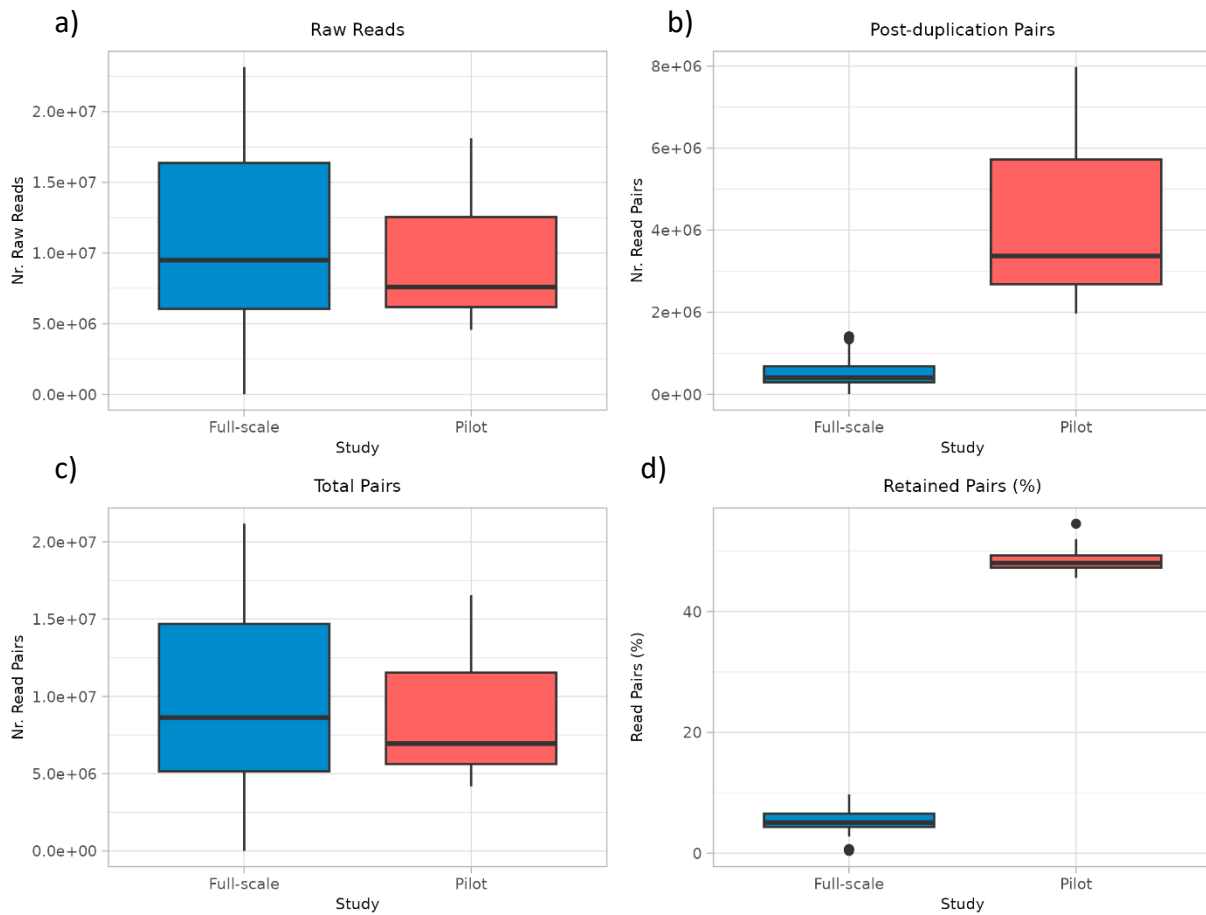 a)
Raw Reads
Nr. Raw Reads
2.0e+07
1.5e+07
1.0e+07
5.0e+06
0.0e+00
Full-scale
Pilot
Study
b)
Post-duplication Pairs
Nr. Read Pairs
8e+06
6e+06
4e+06
2e+06
0e+00
Full-scale
Pilot
Study
c)
Total Pairs
Nr. Read Pairs
2.0e+07
1.5e+07
1.0e+07
5.0e+06
0.0e+00
Full-scale
Pilot
Study
d)
Retained Pairs (%)
Read Pairs (%)
40
20
0
Full-scale
Pilot
Study